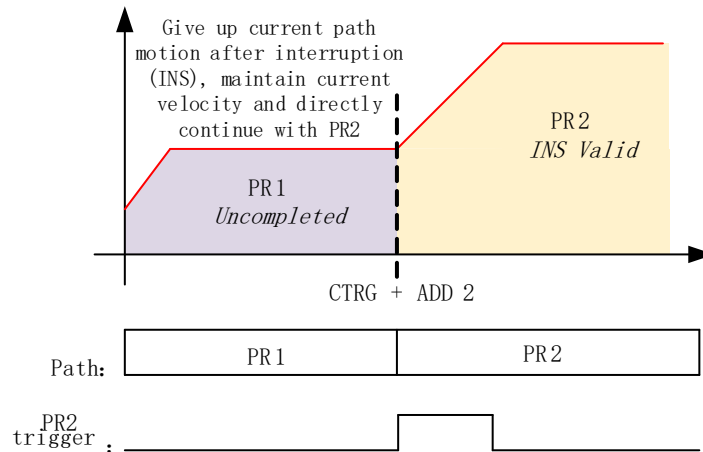 Give up current path
motion after interruption
(INS), maintain current
velocity and directly
continue with PR2
PR2
INS Valid
PR1
Uncompleted
CTRG + ADD 2
Path: PR1 PR2
PR2
trigger :